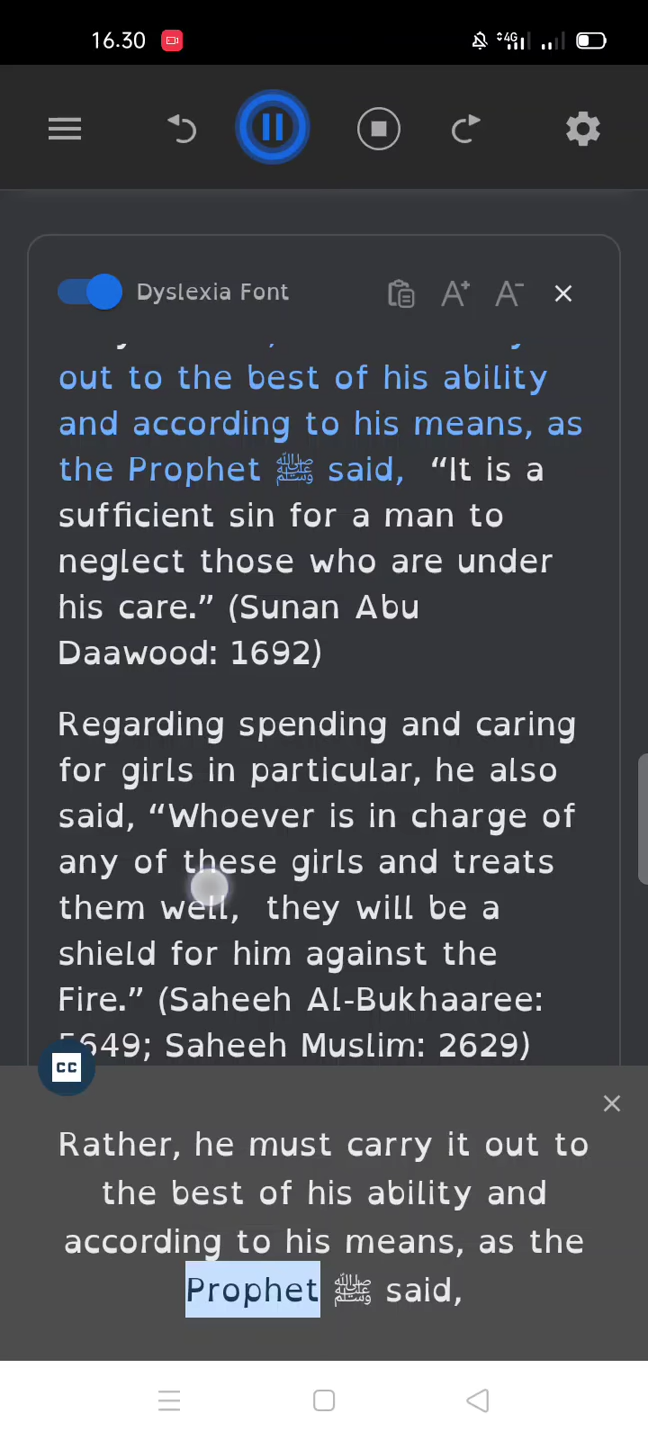 16.30
4G
Dyslexia Font
A+ A-
out to the best of his ability
and according to his means, as
the Prophet ﷺ said, “It is a
sufficient sin for a man to
neglect those who are under
his care.” (Sunan Abu
Daawood: 1692)
Regarding spending and caring
for girls in particular, he also
said, “Whoever is in charge of
any of these girls and treats
them well, they will be a
shield for him against the
Fire.” (Saheeh Al-Bukhaaree:
5649; Saheeh Muslim: 2629)
CC
Rather, he must carry it out to
the best of his ability and
according to his means, as the
Prophet ﷺ said,